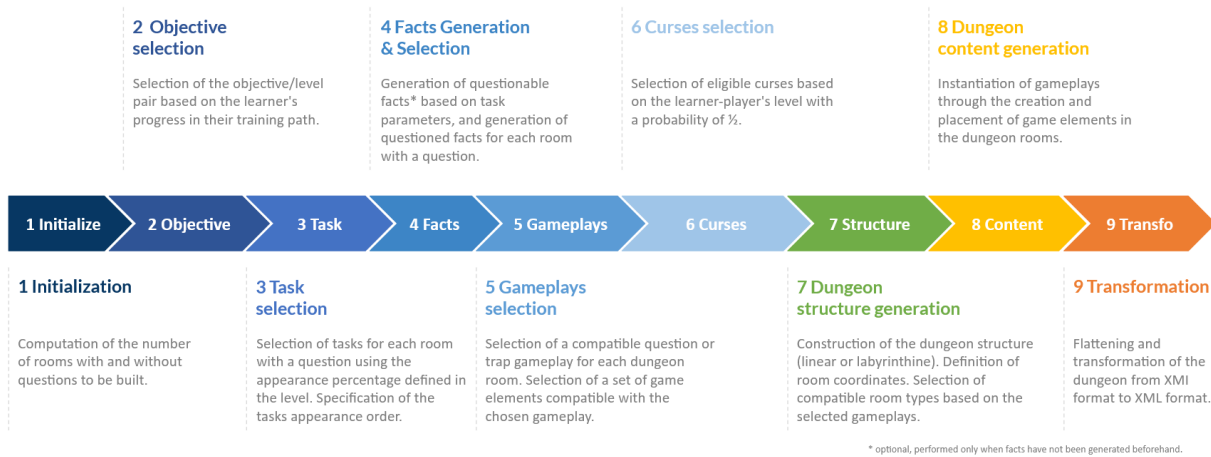 2 Objective
selection
Selection of the objective/level
pair based on the learner's
progress in their training path.
4 Facts Generation
& Selection
Generation of questionable
facts* based on task
parameters, and generation of
questioned facts for each room
with a question.
6 Curses selection
Selection of eligible curses based
on the learner-player's level with
a probability of ½.
8 Dungeon
content generation
Instantiation of gameplays
through the creation and
placement of game elements in
the dungeon rooms.
1 Initialize
2 Objective
3 Task
4 Facts
5 Gameplays
6 Curses
7 Structure
8 Content
9 Transfo
1 Initialization
Computation of the number
of rooms with and without
questions to be built.
3 Task
selection
Selection of tasks for each room
with a question using the
appearance percentage defined in
the level. Specification of the
tasks appearance order.
5 Gameplays
selection
Selection of a compatible question or
trap gameplay for each dungeon
room. Selection of a set of game
elements compatible with the
chosen gameplay.
7 Dungeon
structure generation
Construction of the dungeon structure
(linear or labyrinthine). Definition of
room coordinates. Selection of
compatible room types based on the
selected gameplays.
9 Transformation
Flattening and
transformation of the
dungeon from XMI
format to XML format.
* optional, performed only when facts have not been generated beforehand.